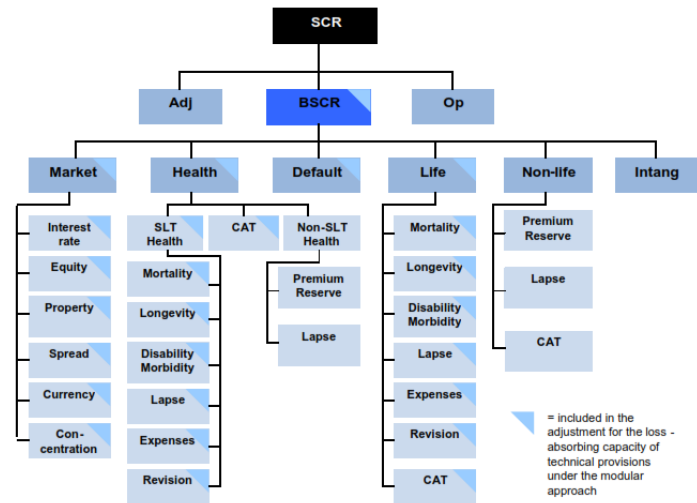 SCR
Adj
BSCR
Op
Market
Health
Default
Life
Non-life
Intang
Interest
rate
Equity
Property
Spread
Currency
Con-
centration
SLT
Health
CAT
Non-SLT
Health
Mortality
Longevity
Disability
Morbidity
Lapse
Expenses
Revision
Premium
Reserve
Lapse
Mortality
Longevity
Disability
Morbidity
Lapse
Expenses
Revision
CAT
Premium
Reserve
Lapse
CAT
= included in the
adjustment for the loss -
absorbing capacity of
technical provisions
under the modular
approach